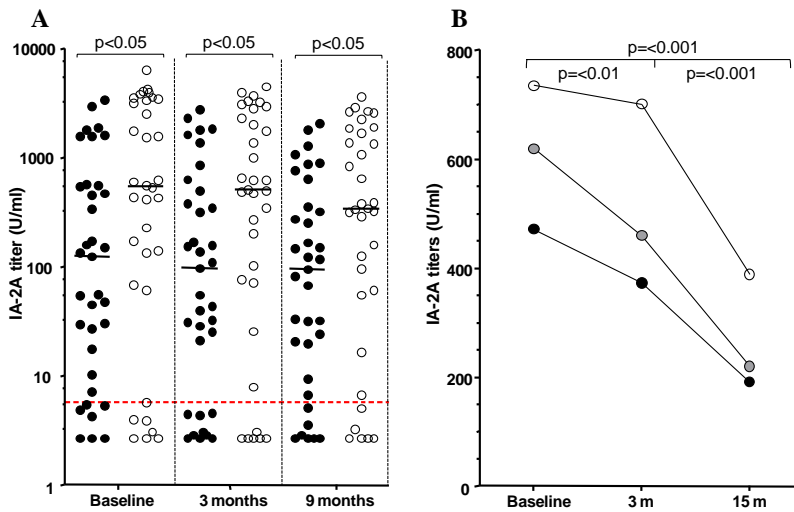 A
p<0.05
p<0.05
p<0.05
IA-2A titer (U/ml)
10000
1000
100
10
1
Baseline
3 months
9 months
B
p=<0.001
p=<0.01
p=<0.001
IA-2A titers (U/ml)
800
600
400
200
0
Baseline
3 m
15 m